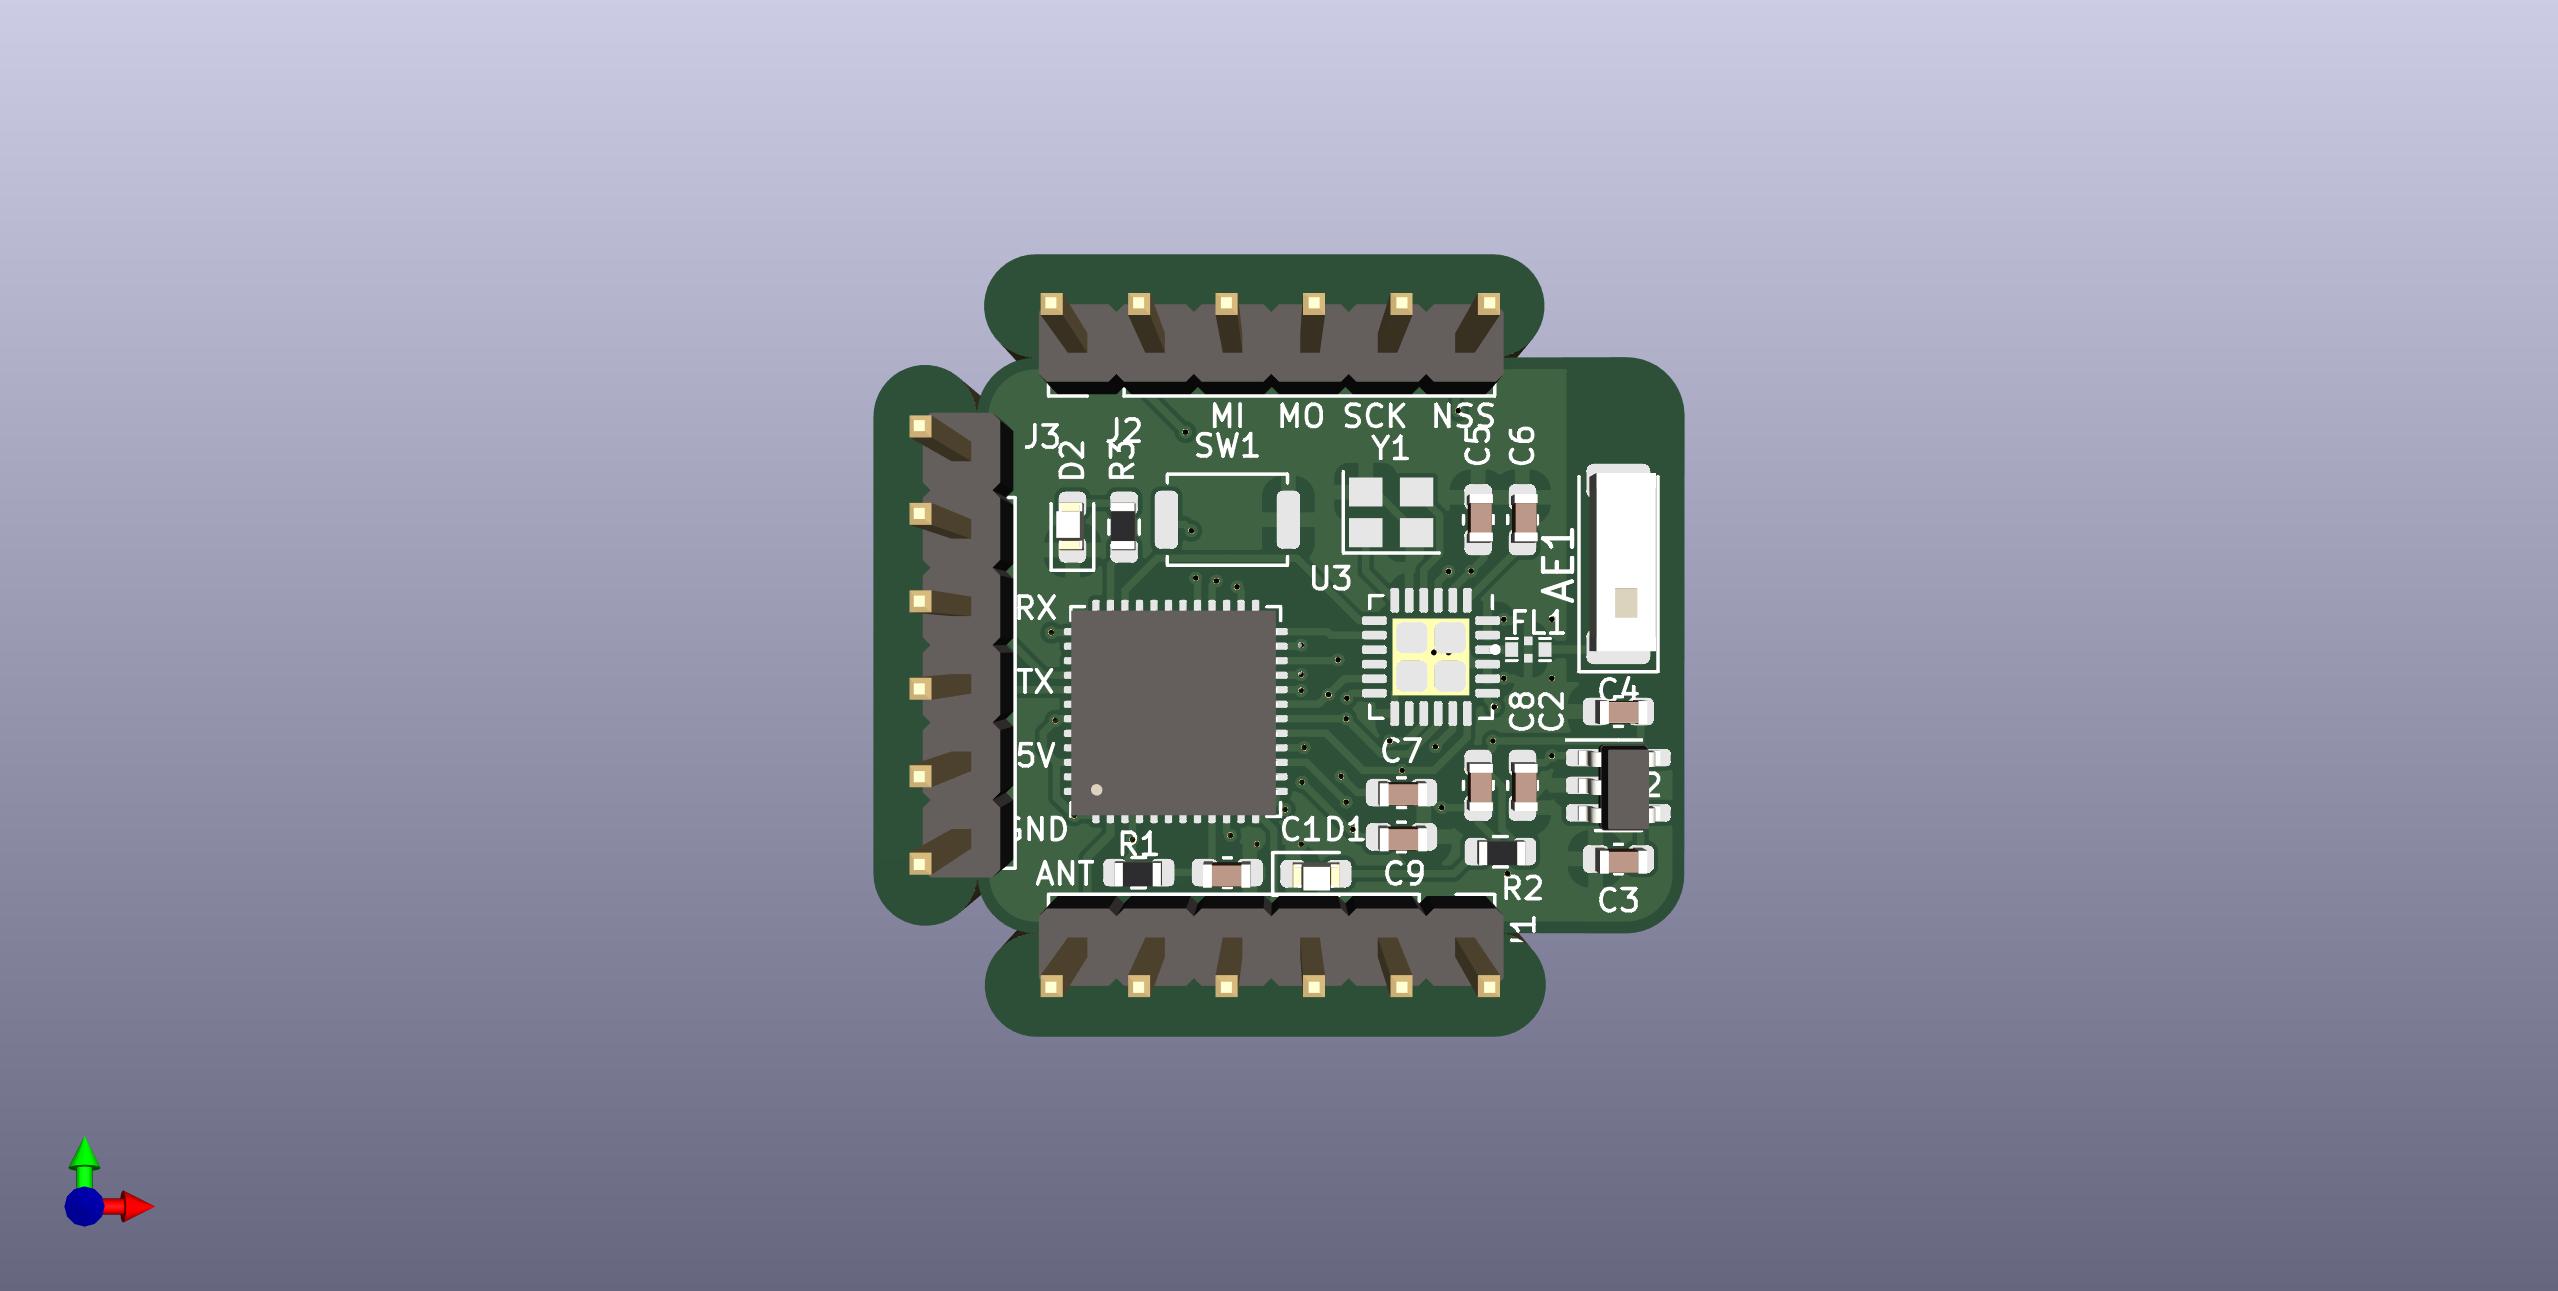 MI MO SCK NSS
J3 J2 SW1 Y1
D2 R3 C5 C6
U3 AE1
RX
FL1
TX
C4
C8 C2
5V
C7
2
GND
R1 C1 D1
ANT
C9
R2
C3
1